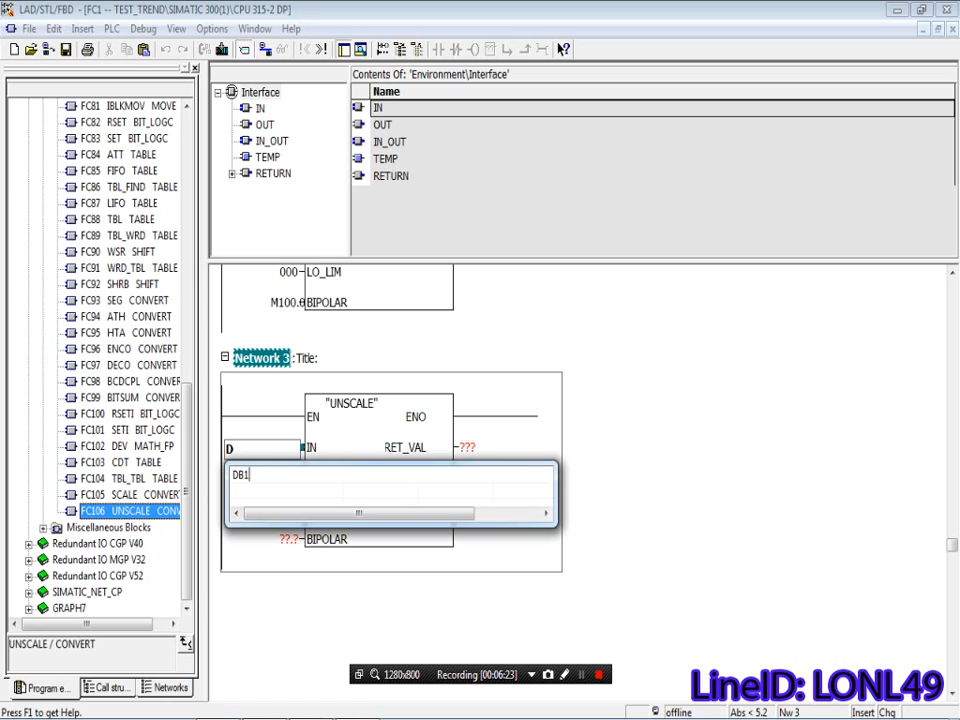 LAD/STL/FBD - [FC1 -- TEST_TREND\SIMATIC 300(1)\CPU 315-2 DP]
File Edit Insert PLC Debug View Options Window Help
Contents Of: 'Environment\Interface'
Interface
IN
OUT
IN_OUT
TEMP
RETURN
Name
IN
OUT
IN_OUT
TEMP
RETURN
FC81 IBLKMOV MOVE
FC82 RSET BIT_LOGC
FC83 SET BIT_LOGC
FC84 ATT TABLE
FC85 FIFO TABLE
FC86 TBL_FIND TABLE
FC87 LIFO TABLE
FC88 TBL TABLE
FC89 TBL_WRD TABLE
FC90 WSR SHIFT
FC91 WRD_TBL TABLE
FC92 SHRB SHIFT
FC93 SEG CONVERT
FC94 ATH CONVERT
FC95 HTA CONVERT
FC96 ENCO CONVERT
FC97 DECO CONVERT
FC98 BCDCPL CONVER
FC99 BITSUM CONVER
FC100 RSETI BIT_LOGC
FC101 SETI BIT_LOGC
FC102 DEV MATH_FP
FC103 CDT TABLE
FC104 TBL_TBL TABLE
FC105 SCALE CONVER
FC106 UNSCALE CONV
Miscellaneous Blocks
Redundant IO CGP V40
Redundant IO MGP V32
Redundant IO CGP V52
SIMATIC_NET_CP
GRAPH7
UNSCALE / CONVERT
Program e... Call stru... Networks
000 LO_LIM
M100.0 BIPOLAR
Network 3 : Title:
"UNSCALE"
EN ENO
D IN RET_VAL ???
DB1
??.? BIPOLAR
1280x800 Recording [00:06:23]
LineID: LONL49
Press F1 to get Help. offline Abs < 5.2 Nw 3 Insert Chg